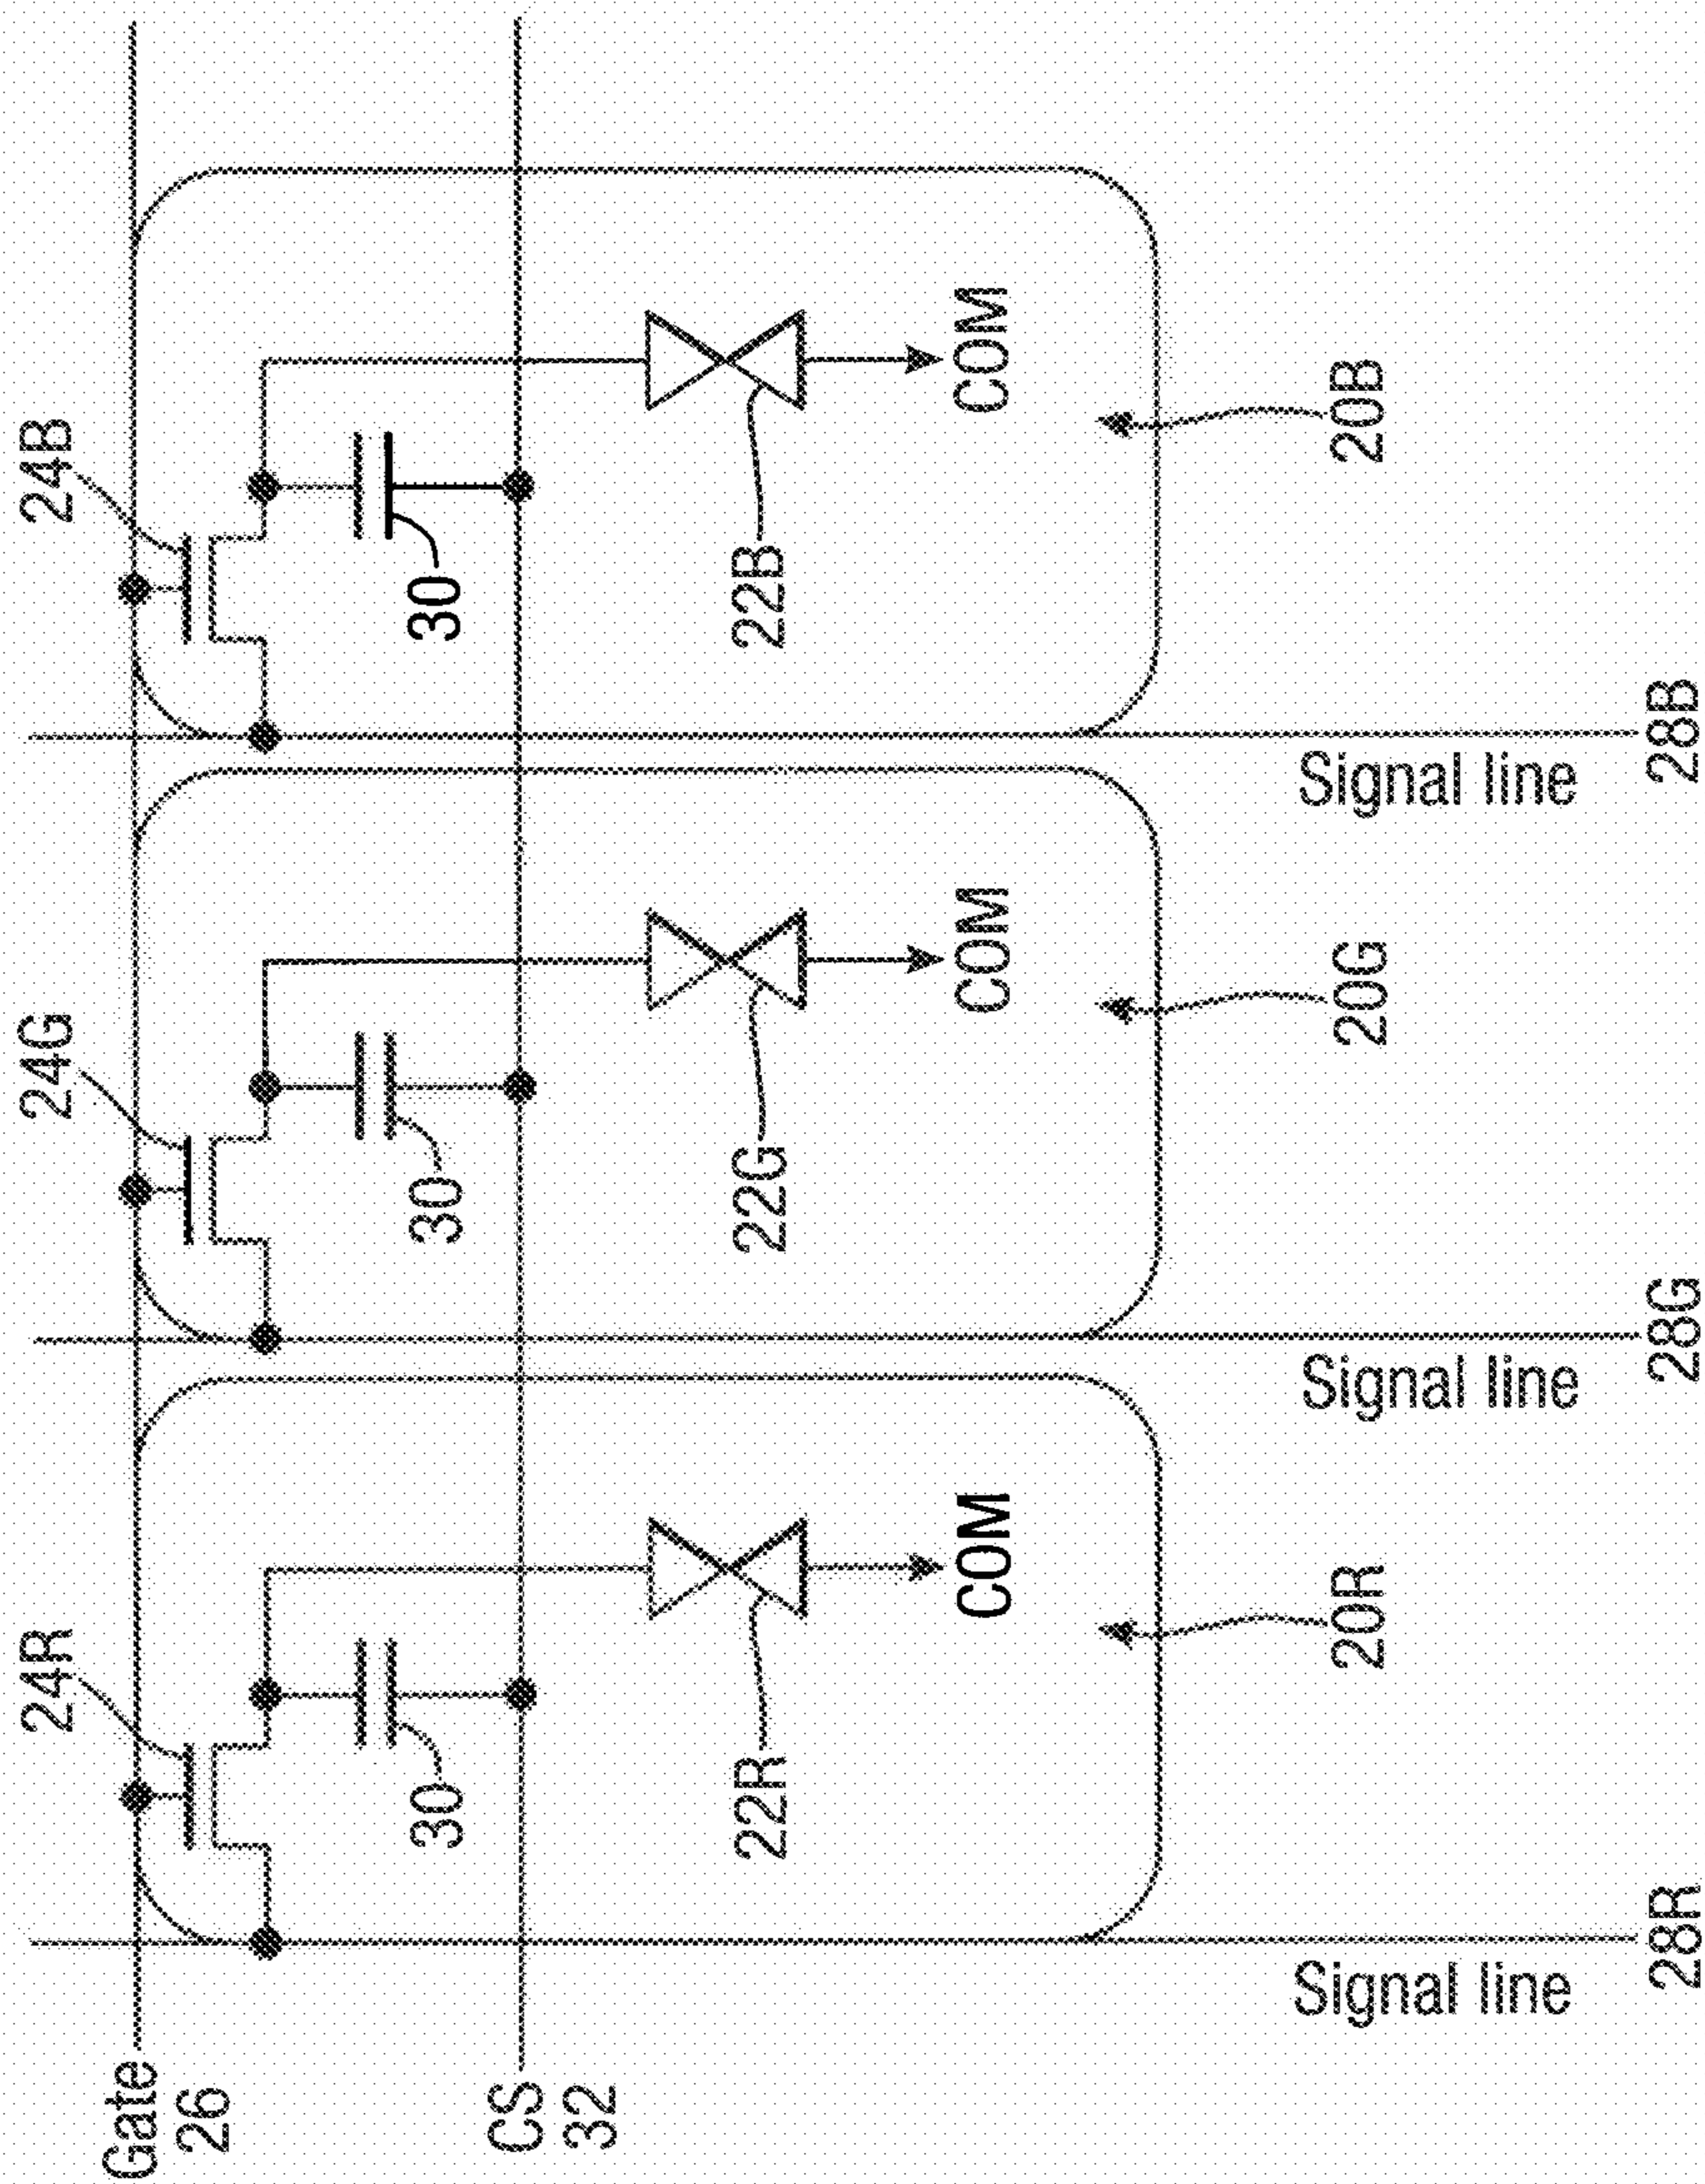 24R
24G
24B
Gate
26
30
30
30
CS
32
22R
22G
22B
COM
COM
COM
20R
20G
20B
Signal line
Signal line
Signal line
28R
28G
28B